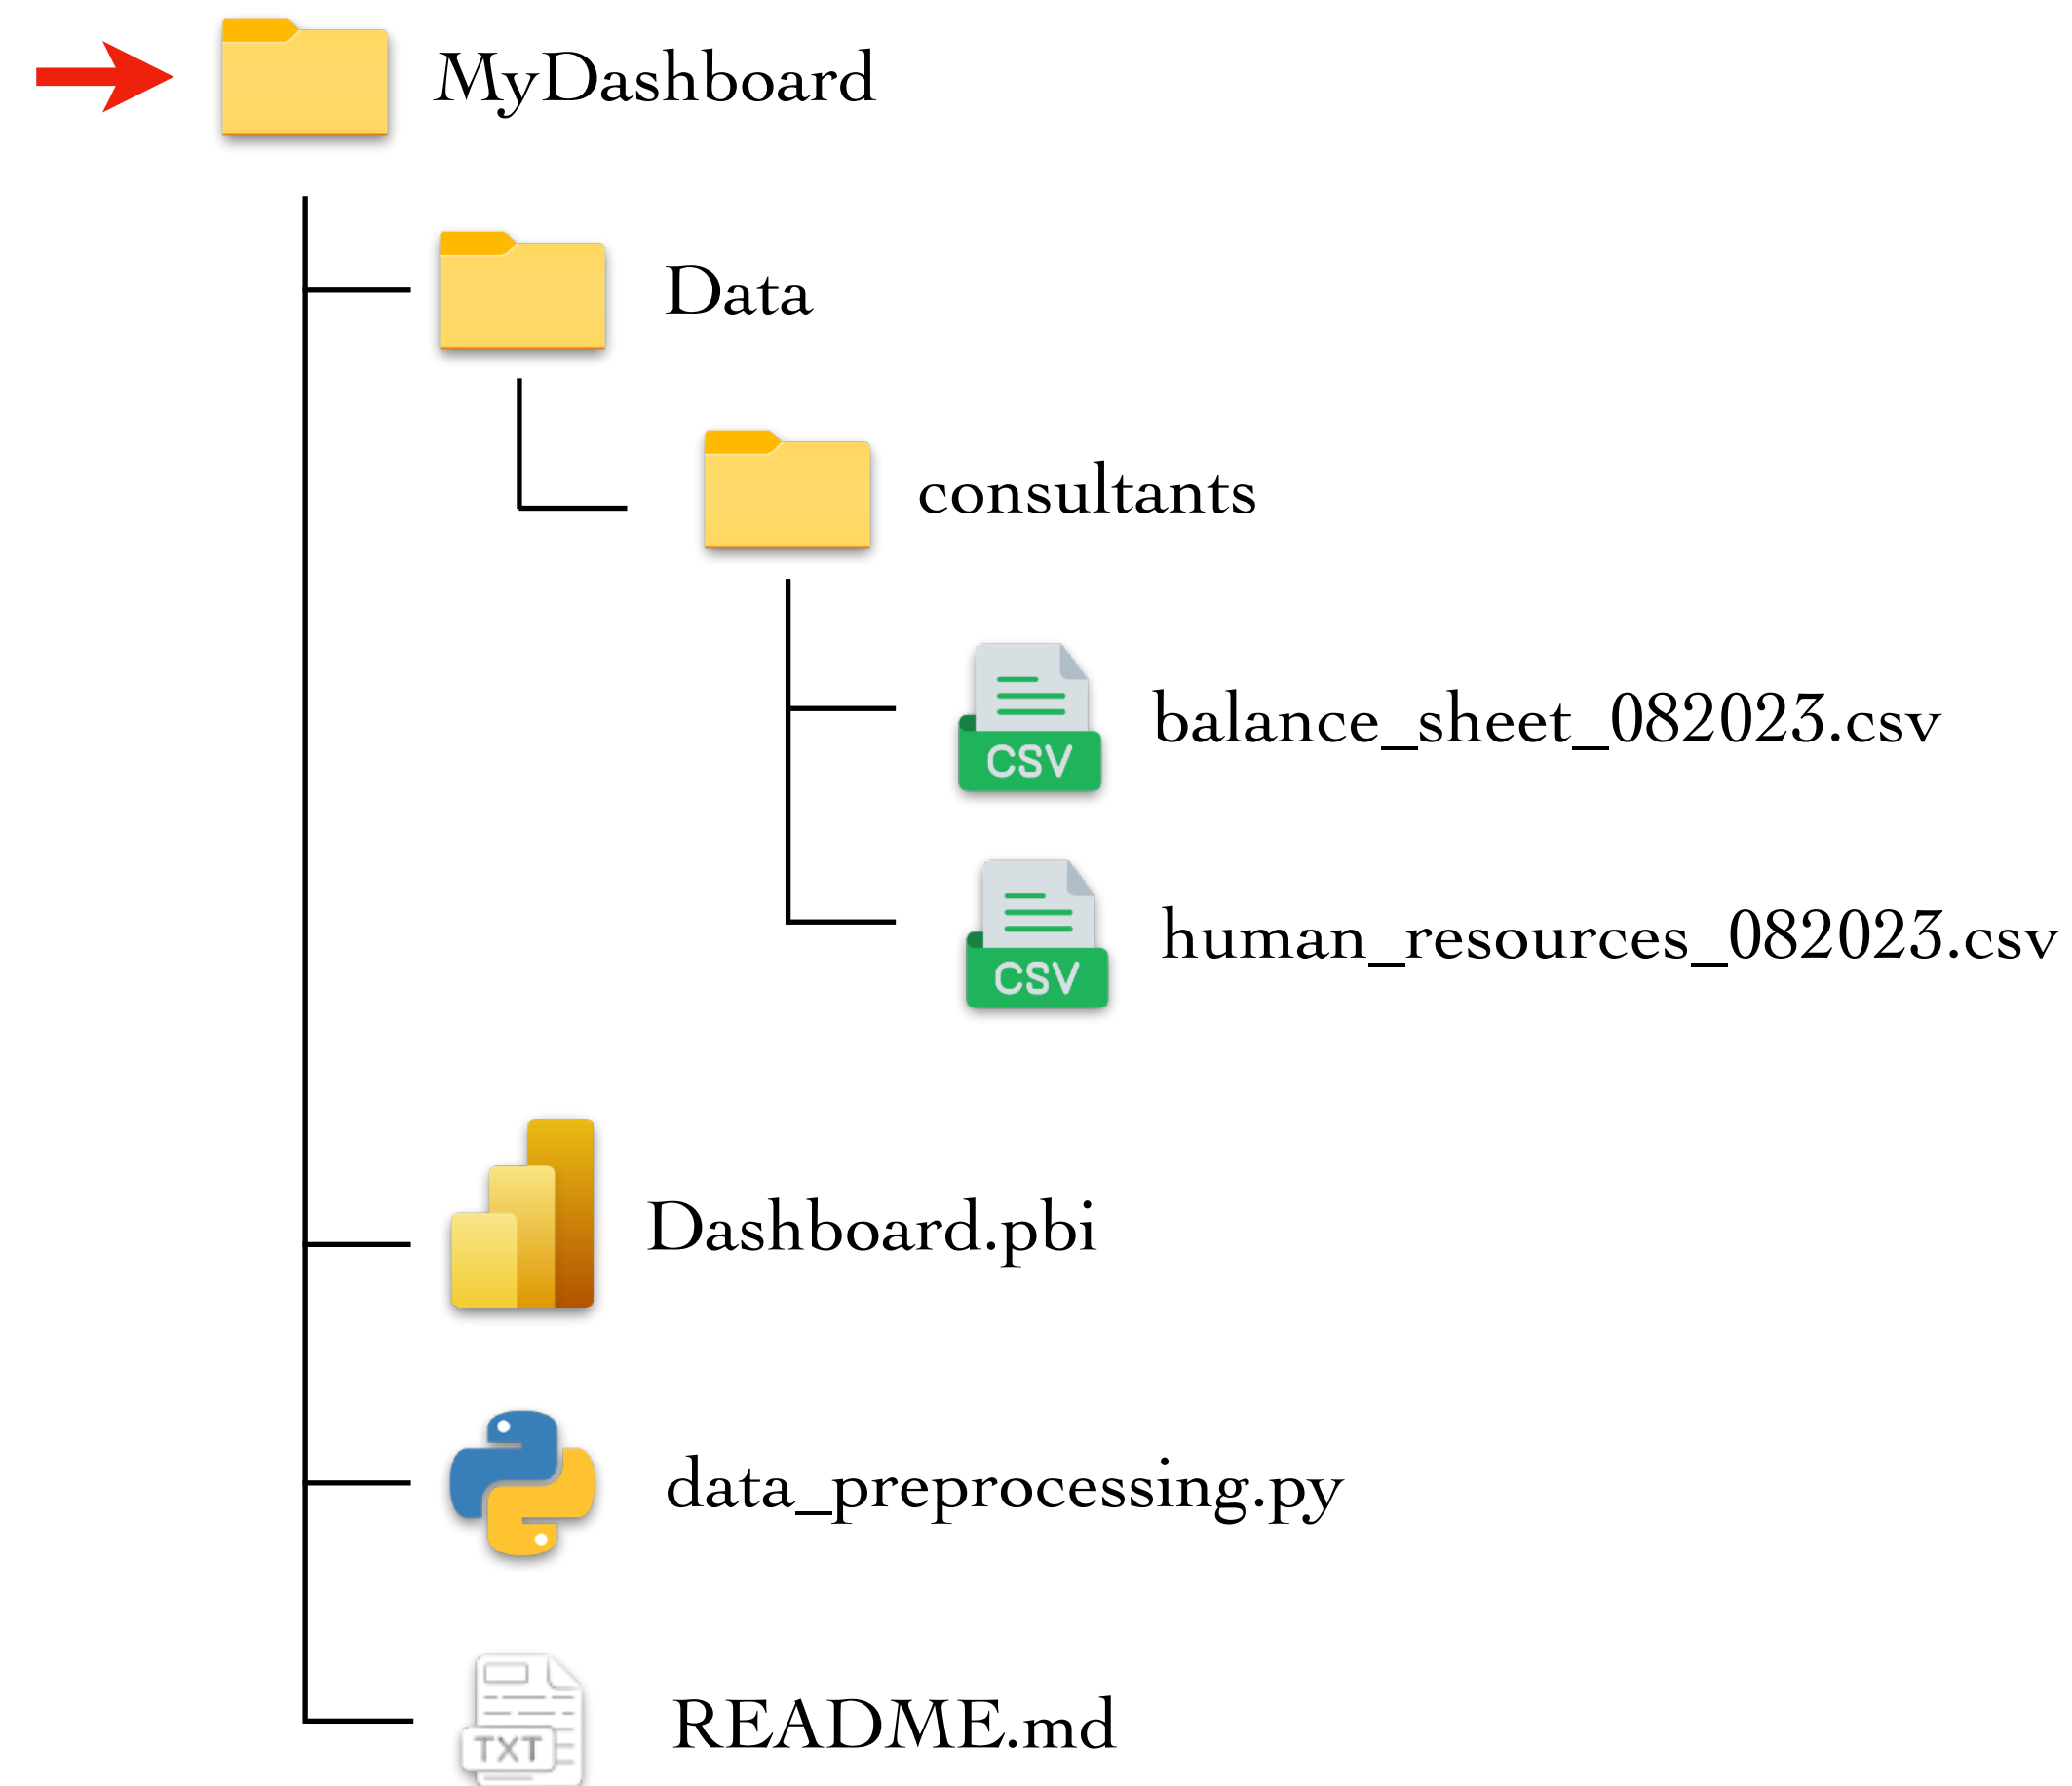 MyDashboard
Data
consultants
CSV
balance_sheet_082023.csv
CSV
human_resources_082023.csv
Dashboard.pbi
data_preprocessing.py
TXT
README.md